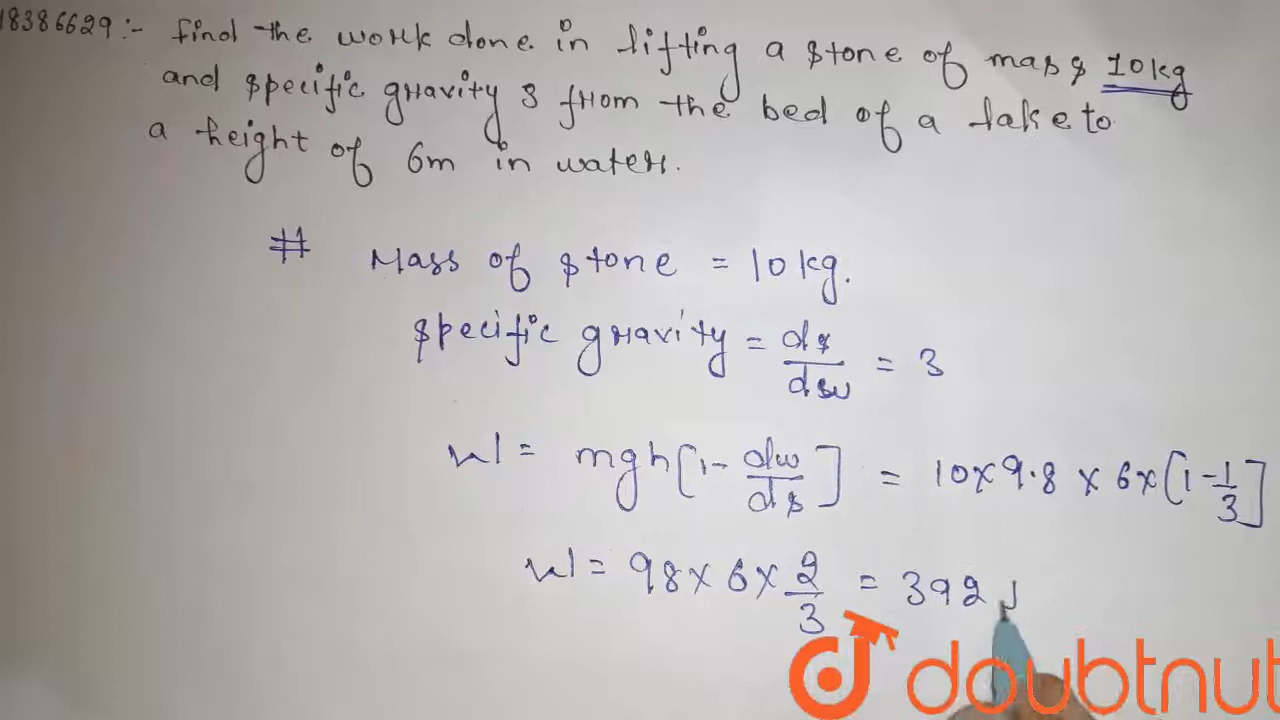 18386629:- find the work done in lifting a stone of mass 10kg
and specific gravity 3 from the bed of a lake to
a height of 6m in water.
# Mass of stone = 10kg.
specific gravity = ds/dw = 3
W = mgh[1-dw/ds] = 10×9.8×6×[1-1/3]
W = 98×6×2/3 = 392 J
doubtnut